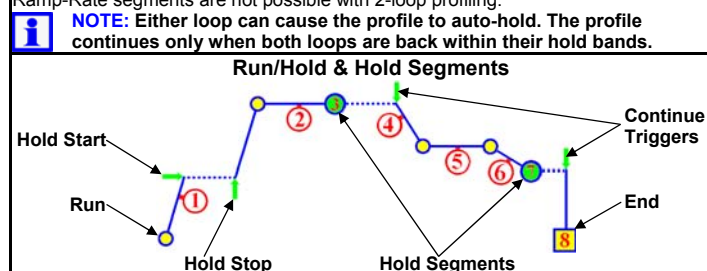 Ramp-Rate segments are not possible with 2-loop profiling.
i NOTE: Either loop can cause the profile to auto-hold. The profile
continues only when both loops are back within their hold bands.
Run/Hold & Hold Segments
3
2
4
Continue
Triggers
Hold Start
5
6
7
1
Run
End
8
Hold Stop
Hold Segments